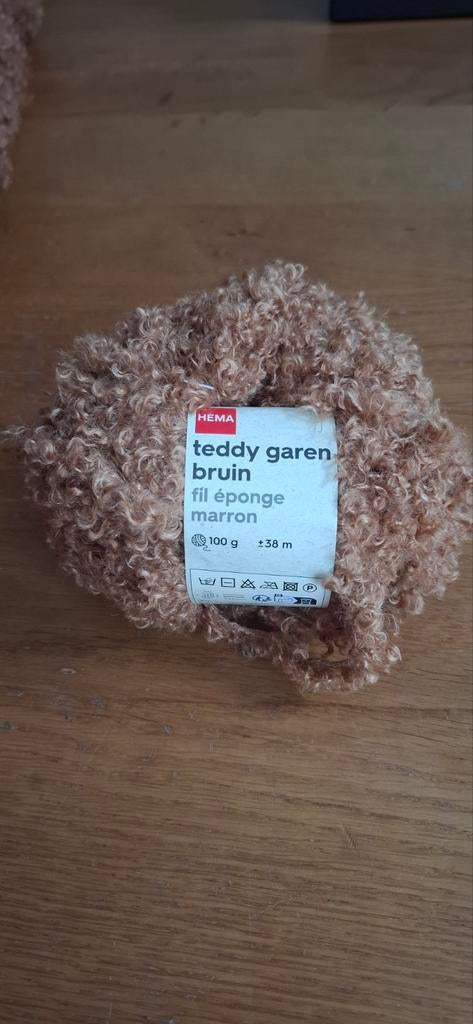 HEMA
teddy garen
bruin
fil éponge
marron
100 g ±38 m
P